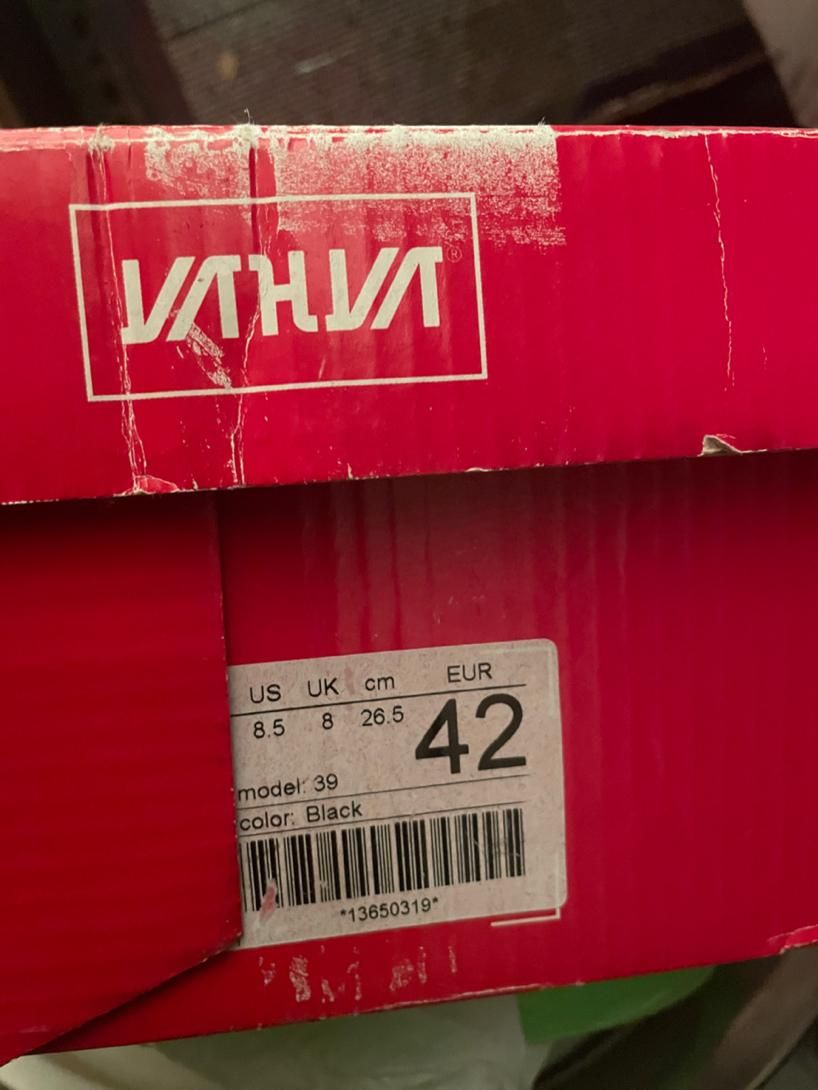 VAHVA®
US UK cm EUR
8.5 8 26.5 42
model: 39
color: Black
*13650319*